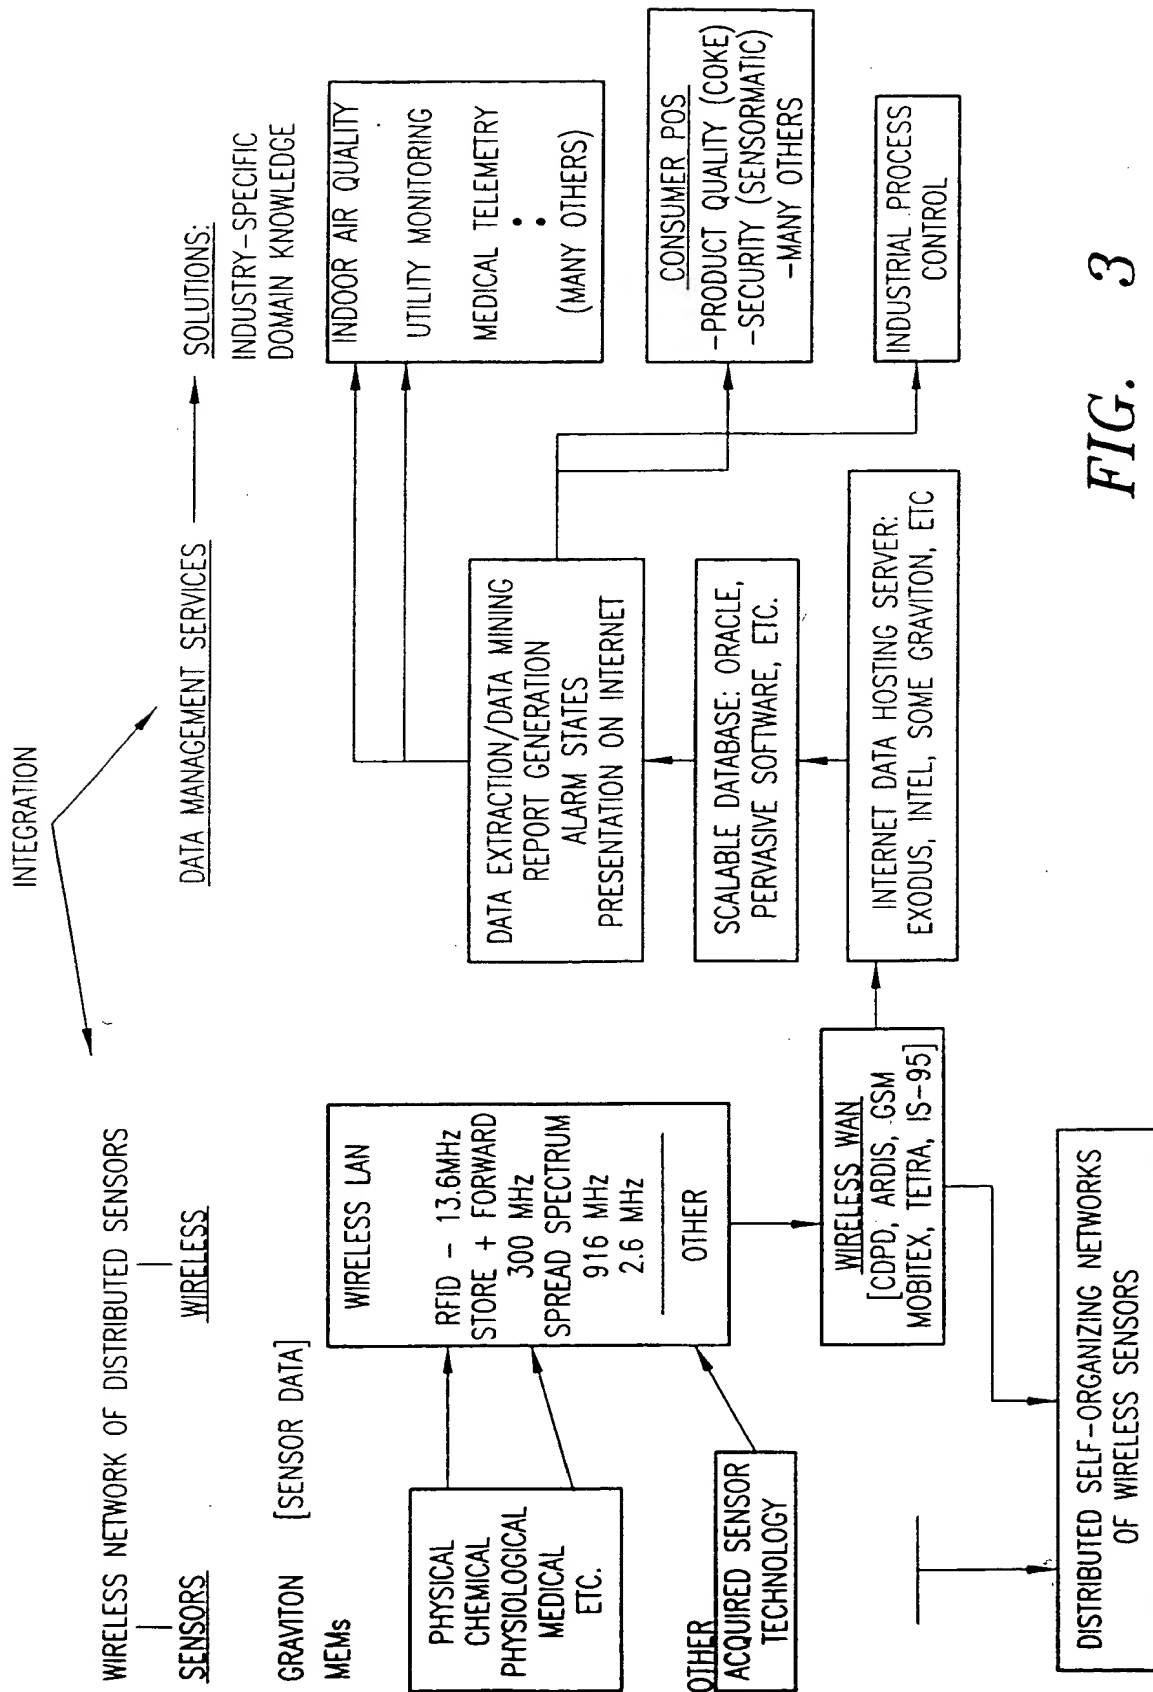 INTEGRATION
WIRELESS NETWORK OF DISTRIBUTED SENSORS
SENSORS
WIRELESS
DATA MANAGEMENT SERVICES
SOLUTIONS:
INDUSTRY-SPECIFIC
DOMAIN KNOWLEDGE
GRAVITON
MEMs
[SENSOR DATA]
PHYSICAL
CHEMICAL
PHYSIOLOGICAL
MEDICAL
ETC.
OTHER
ACQUIRED SENSOR
TECHNOLOGY
WIRELESS LAN
RFID - 13.6MHz
STORE + FORWARD
300 MHz
SPREAD SPECTRUM
916 MHz
2.6 MHz
OTHER
WIRELESS WAN
[CDPD, ARDIS, GSM
MOBITEX, TETRA, IS-95]
DISTRIBUTED SELF-ORGANIZING NETWORKS
OF WIRELESS SENSORS
DATA EXTRACTION/DATA MINING
REPORT GENERATION
ALARM STATES
PRESENTATION ON INTERNET
SCALABLE DATABASE: ORACLE,
PERVASIVE SOFTWARE, ETC.
INTERNET DATA HOSTING SERVER:
EXODUS, INTEL, SOME GRAVITON, ETC
INDOOR AIR QUALITY
UTILITY MONITORING
MEDICAL TELEMETRY
(MANY OTHERS)
CONSUMER POS
-PRODUCT QUALITY (COKE)
-SECURITY (SENSORMATIC)
-MANY OTHERS
INDUSTRIAL PROCESS
CONTROL
FIG. 3